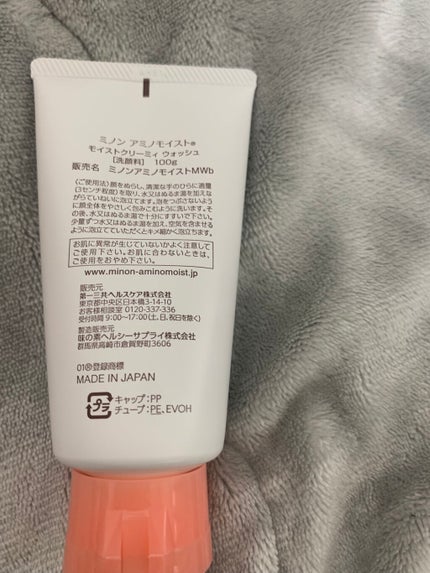 ミノン アミノモイスト®
モイストクリーミィ ウォッシュ
[洗顔料] 100g
販売名 ミノンアミノモイストMWb
〈ご使用法〉顔をぬらし、清潔な手のひらに適量
(3センチ程度)を取り、水又はぬるま湯を加えな
がらていねいに泡立てます。泡をつぶさないよう
に顔全体をやさしく包みこむように洗います。そ
の後、水又はぬるま湯で十分にすすいで下さい。
少量ずつ水又はぬるま湯を加え、空気を含ませる
ように泡立てていただくとキメ細かく泡立ちます。
お肌に異常が生じていないかよく注意して
ご使用下さい。お肌に合わないときは、
ご使用をおやめ下さい。
www.minon-aminomoist.jp
販売元
第一三共ヘルスケア株式会社
東京都中央区日本橋3-14-10
お客様相談室 0120-337-336
受付時間 9:00~17:00(土、日、祝日を除く)
製造販売元
味の素ヘルシーサプライ株式会社
群馬県高崎市倉賀野町3606
01®登録商標
MADE IN JAPAN
プラ
キャップ:PP
チューブ:PE、EVOH